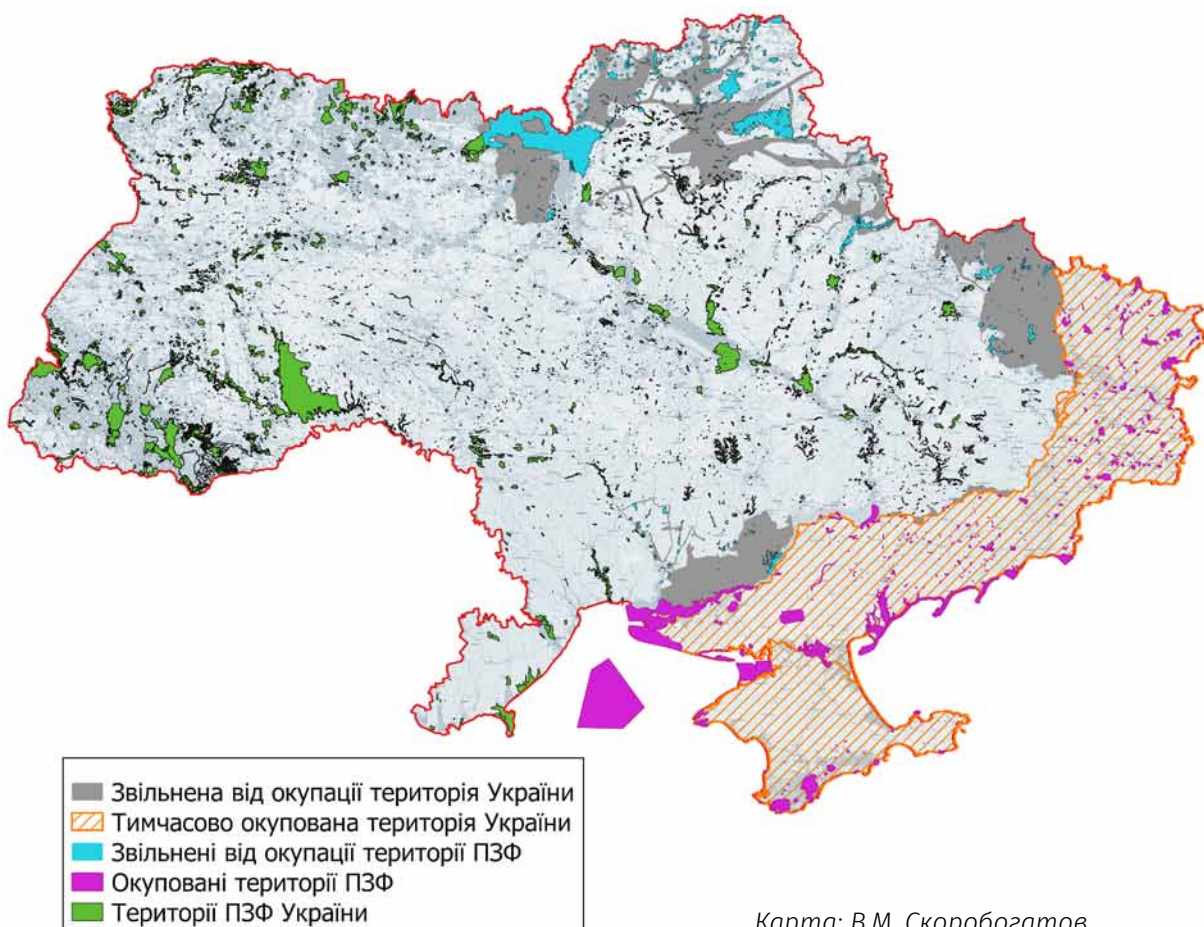 Звільнена від окупації територія України
Тимчасово окупована територія України
Звільнені від окупації території ПЗФ
Окуповані території ПЗФ
Території ПЗФ України
Карта: В.М. Скоробогатов